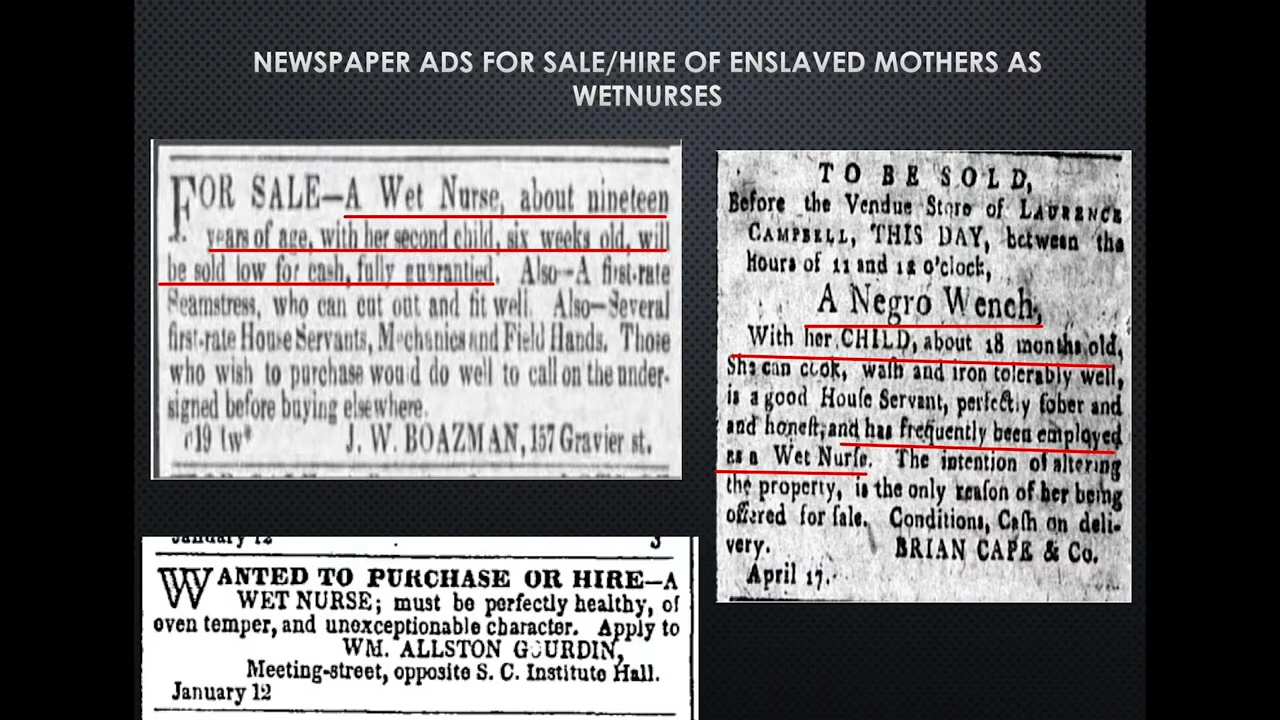 NEWSPAPER ADS FOR SALE/HIRE OF ENSLAVED MOTHERS AS
WETNURSES
FOR SALE—A Wet Nurse, about nineteen
years of age, with her second child, six weeks old, will
be sold low for cash, fully guarantied. Also—A first-rate
Seamstress, who can cut out and fit well. Also—Several
first-rate House Servants, Mechanics and Field Hands. Those
who wish to purchase would do well to call on the under-
signed before buying elsewhere.
o19 tw*   J. W. BOAZMAN, 157 Gravier st.
January 12   3
WANTED TO PURCHASE OR HIRE—A
WET NURSE; must be perfectly healthy, of
even temper, and unexceptionable character. Apply to
WM. ALLSTON GOURDIN,
Meeting-street, opposite S. C. Institute Hall.
January 12
TO BE SOLD,
Before the Vendue Store of LAURENCE
CAMPBELL, THIS DAY, between the
hours of 11 and 12 o'clock,
A Negro Wench,
With her CHILD, about 18 months old,
She can cook, waſh and iron tolerably well,
is a good Houſe Servant, perfectly ſober and
and honeſt, and has frequently been employed
as a Wet Nurſe. The intention of altering
the property, is the only reaſon of her being
offered for ſale. Conditions, Caſh on deli-
very.   BRIAN CAPE & Co.
April 17.